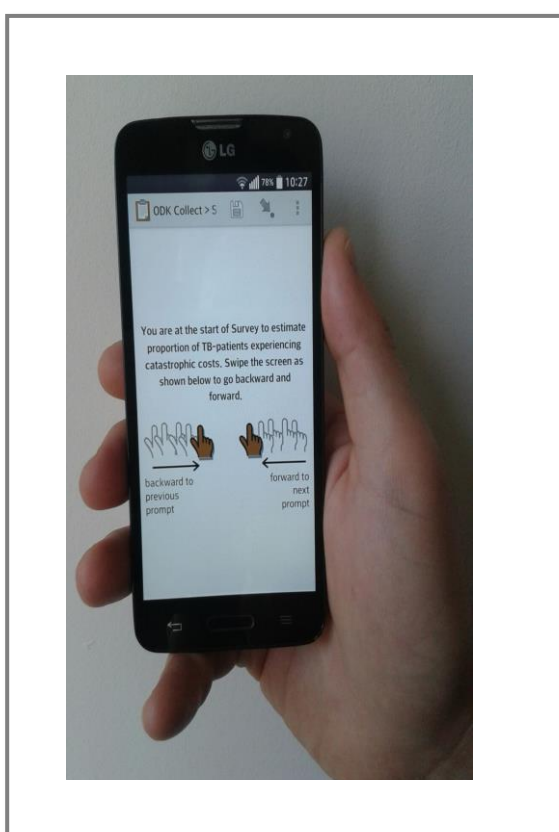 LG
78% 10:27
ODK Collect > S
You are at the start of Survey to estimate
proportion of TB-patients experiencing
catastrophic costs. Swipe the screen as
shown below to go backward and
forward.
backward to
previous
prompt
forward to
next
prompt